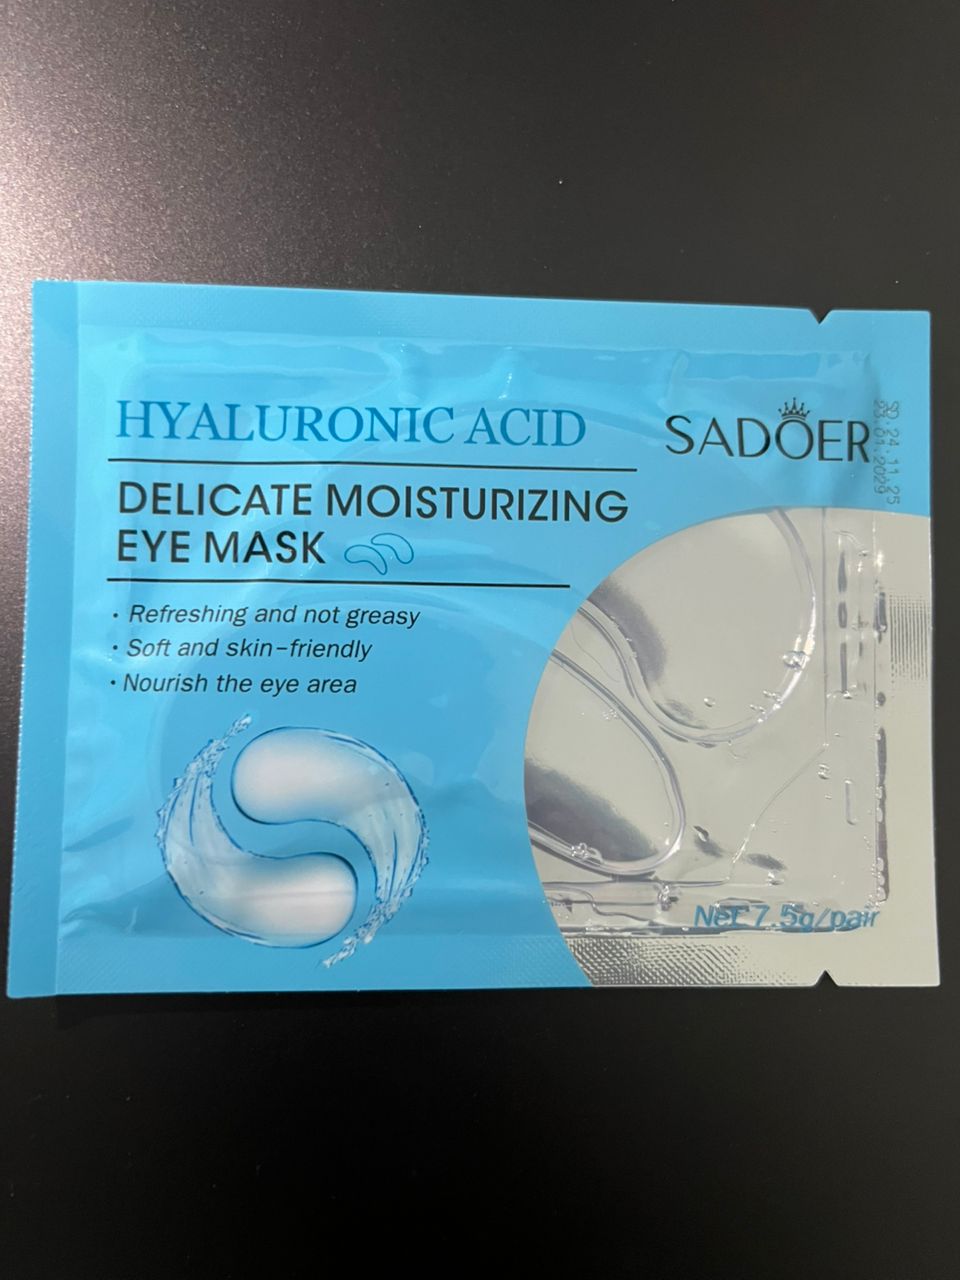 HYALURONIC ACID
SADOER
DELICATE MOISTURIZING
EYE MASK
• Refreshing and not greasy
• Soft and skin-friendly
• Nourish the eye area
Net 7.5g/pair